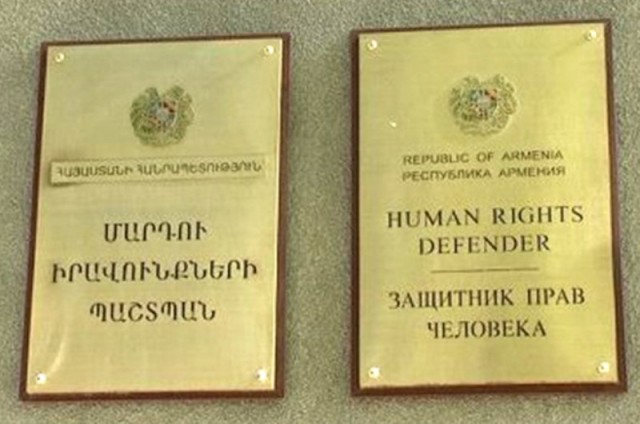 ՀԱՅԱՍՏԱՆԻ ՀԱՆՐԱՊԵՏՈՒԹՅՈՒՆ
ՄԱՐԴՈՒ
ԻՐԱՎՈՒՆՔՆԵՐԻ
ՊԱՇՏՊԱՆ
REPUBLIC OF ARMENIA
РЕСПУБЛИКА АРМЕНИЯ
HUMAN RIGHTS
DEFENDER
ЗАЩИТНИК ПРАВ
ЧЕЛОВЕКА